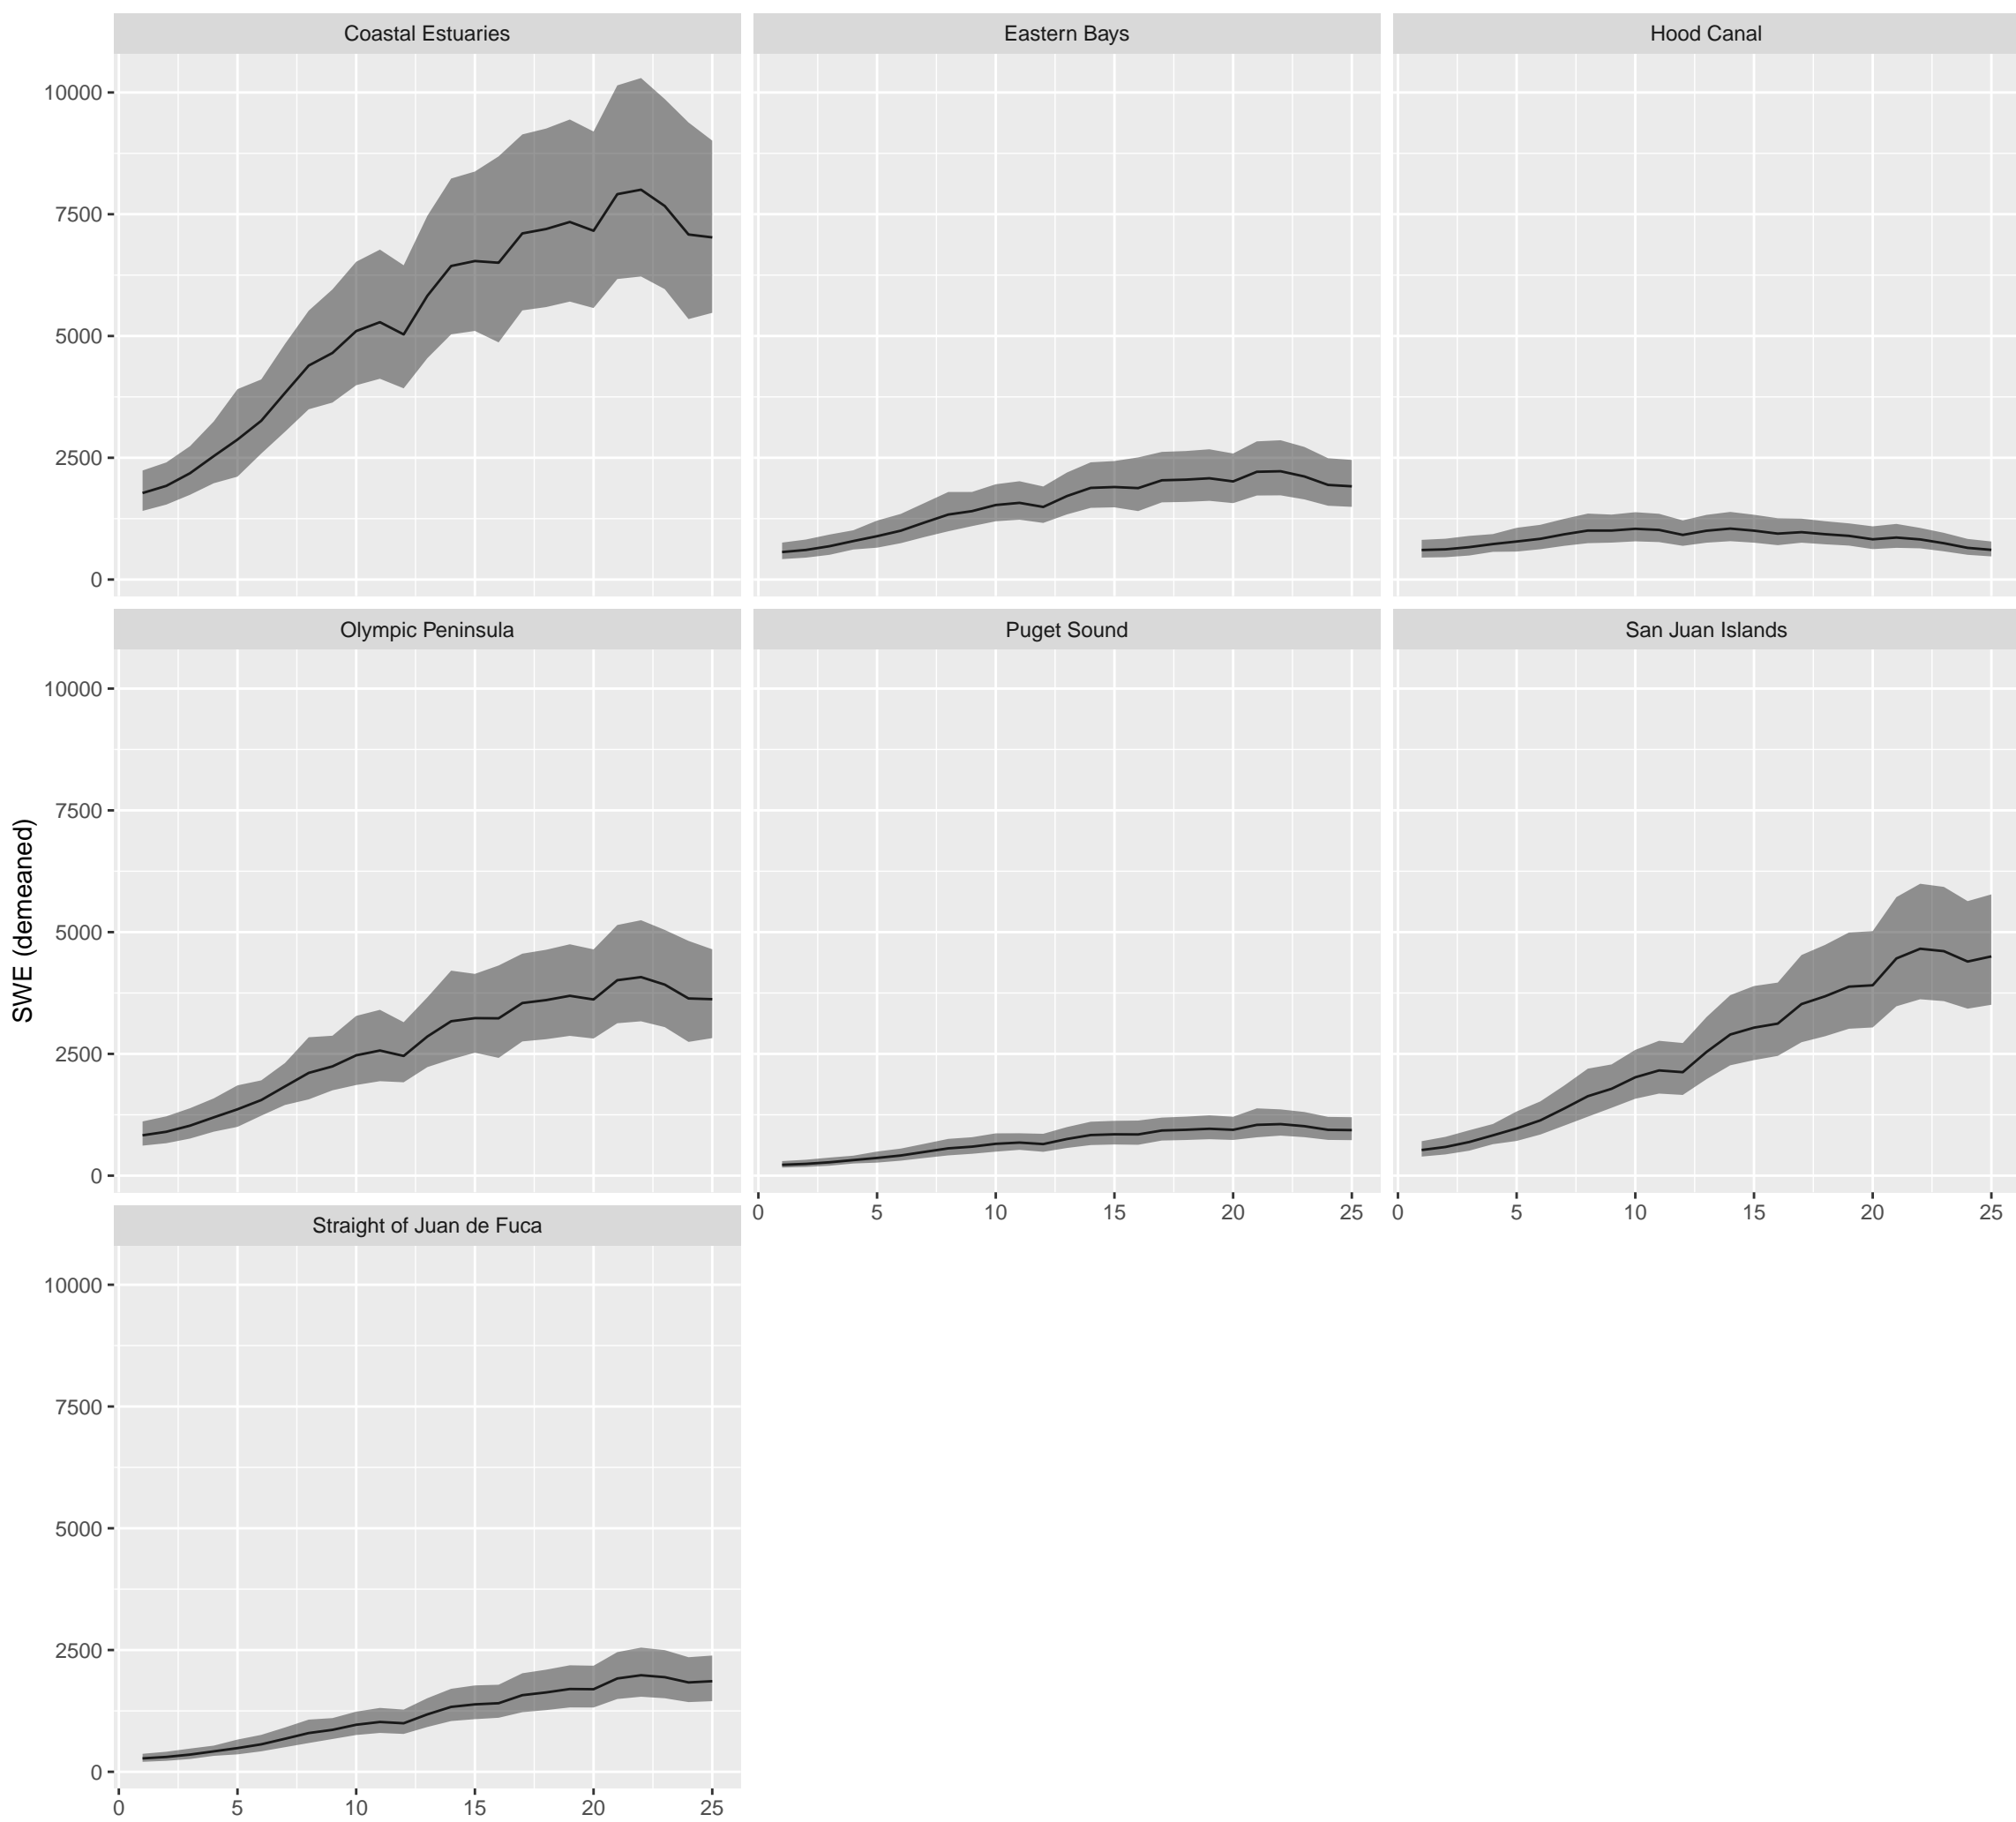 Coastal Estuaries
Eastern Bays
Hood Canal
10000
7500
5000
2500
0
Olympic Peninsula
Puget Sound
San Juan Islands
10000
7500
5000
2500
0
SWE (demeaned)
0 5 10 15 20 25
0 5 10 15 20 25
Straight of Juan de Fuca
10000
7500
5000
2500
0
0 5 10 15 20 25